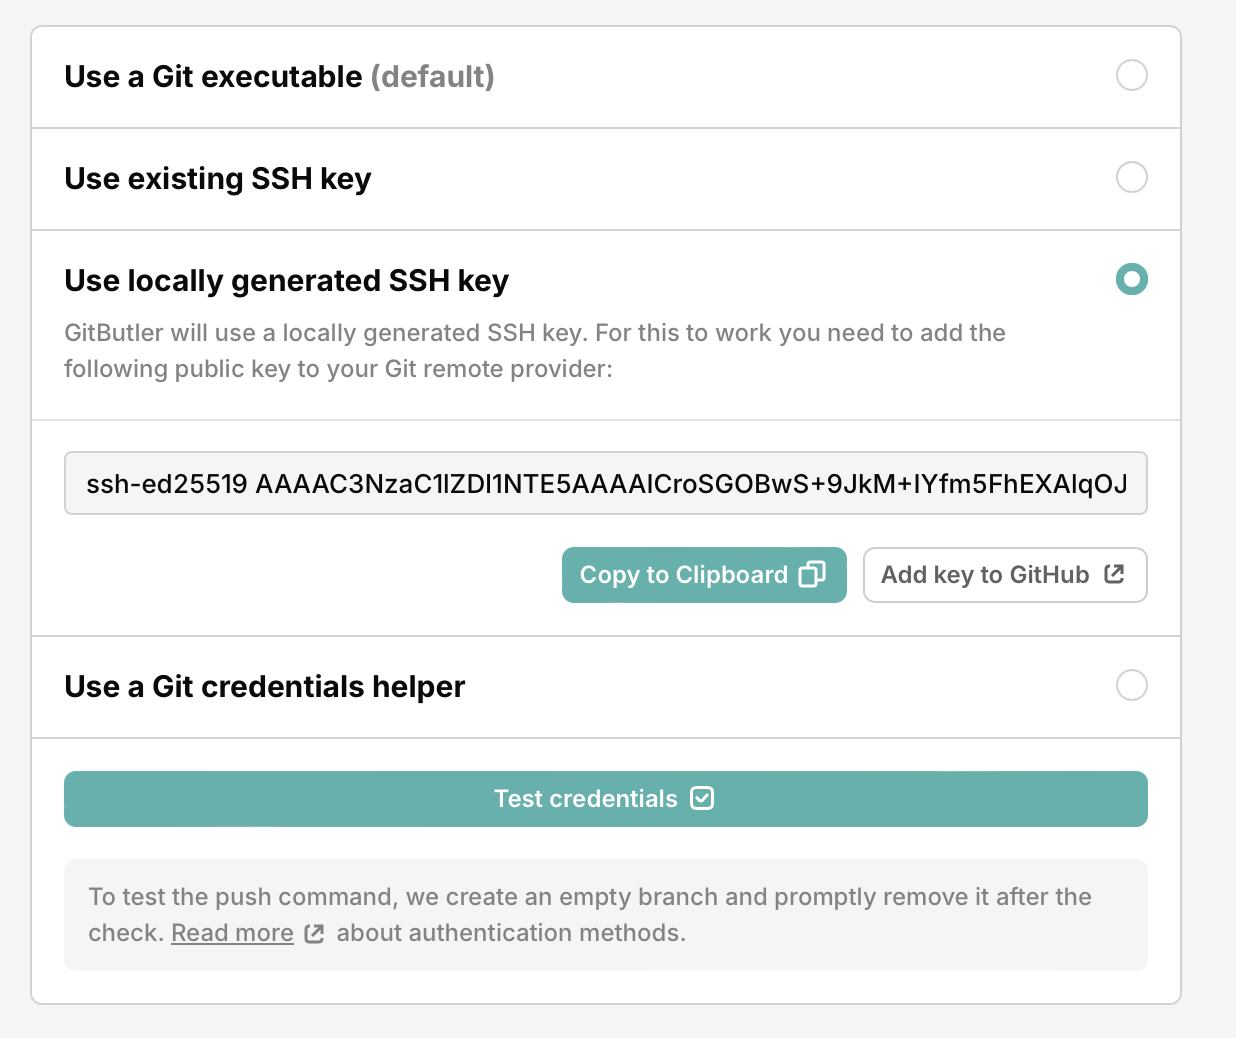 Use a Git executable (default)
Use existing SSH key
Use locally generated SSH key
GitButler will use a locally generated SSH key. For this to work you need to add the
following public key to your Git remote provider:
ssh-ed25519 AAAAC3NzaC1lZDI1NTE5AAAAICroSGOBwS+9JkM+IYfm5FhEXAlqOJ
Copy to Clipboard
Add key to GitHub
Use a Git credentials helper
Test credentials
To test the push command, we create an empty branch and promptly remove it after the
check. Read more about authentication methods.